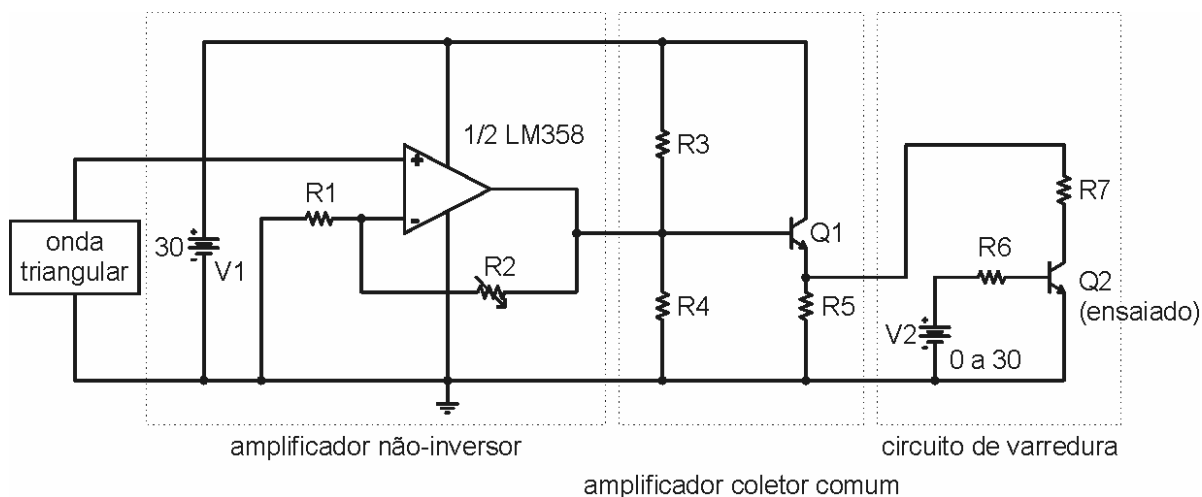 1/2 LM358
R3
R7
R1
+
-
onda
triangular
30
+
-
V1
R2
Q1
R6
Q2
(ensaiado)
R4
R5
V2
+
-
0 a 30
amplificador não-inversor
circuito de varredura
amplificador coletor comum